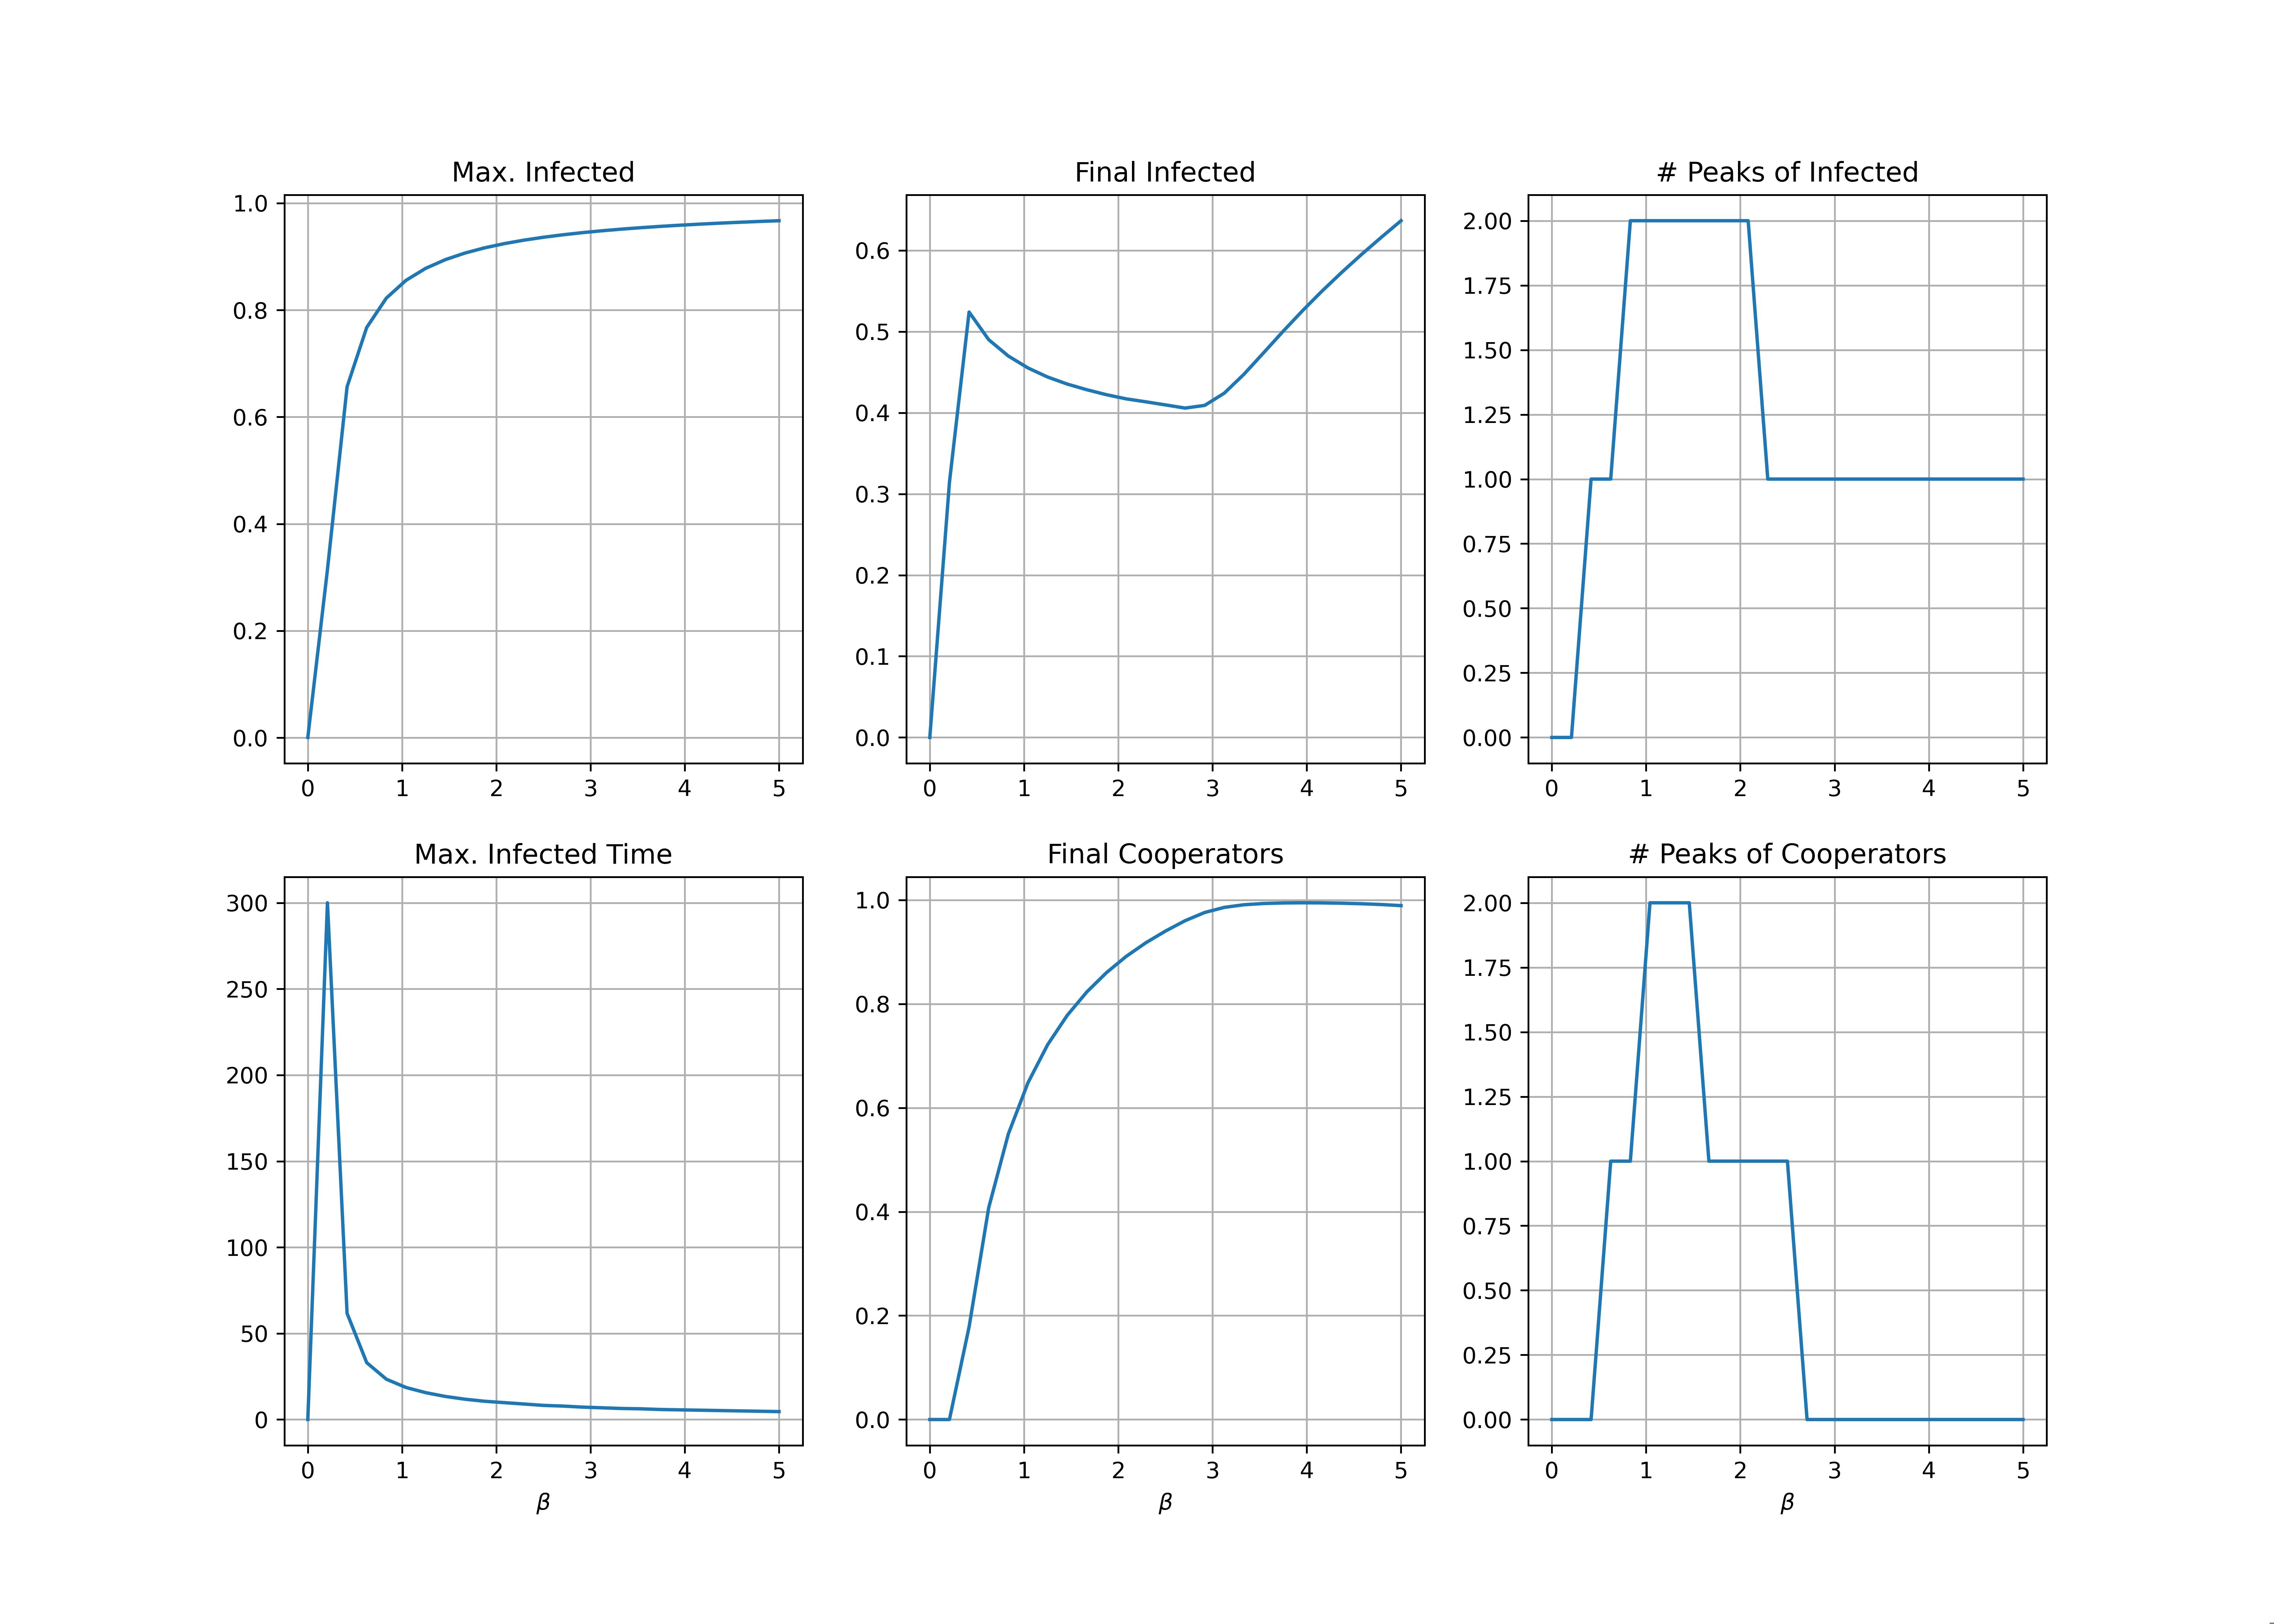 Max. Infected
1.0
0.8
0.6
0.4
0.2
0.0
0 1 2 3 4 5
Final Infected
0.6
0.5
0.4
0.3
0.2
0.1
0.0
0 1 2 3 4 5
# Peaks of Infected
2.00
1.75
1.50
1.25
1.00
0.75
0.50
0.25
0.00
0 1 2 3 4 5
Max. Infected Time
300
250
200
150
100
50
0
0 1 2 3 4 5
β
Final Cooperators
1.0
0.8
0.6
0.4
0.2
0.0
0 1 2 3 4 5
β
# Peaks of Cooperators
2.00
1.75
1.50
1.25
1.00
0.75
0.50
0.25
0.00
0 1 2 3 4 5
β